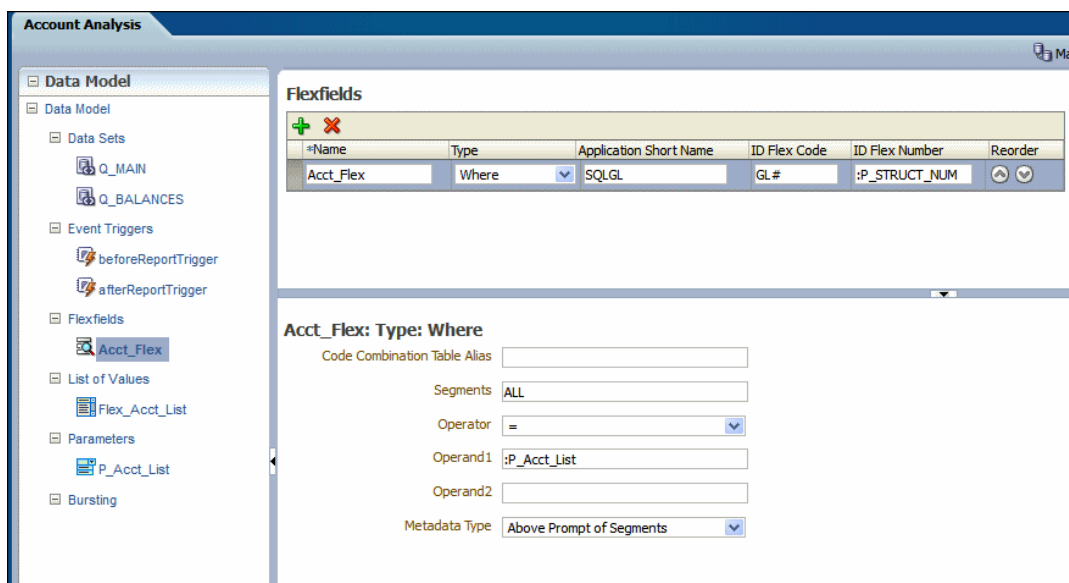 Account Analysis
Ma
Data Model
Data Model
Data Sets
Q_MAIN
Q_BALANCES
Event Triggers
beforeReportTrigger
afterReportTrigger
Flexfields
Acct_Flex
List of Values
Flex_Acct_List
Parameters
P_Acct_List
Bursting
Flexfields
*Name Type Application Short Name ID Flex Code ID Flex Number Reorder
Acct_Flex Where SQLGL GL# :P_STRUCT_NUM
Acct_Flex: Type: Where
Code Combination Table Alias
Segments ALL
Operator =
Operand1 :P_Acct_List
Operand2
Metadata Type Above Prompt of Segments